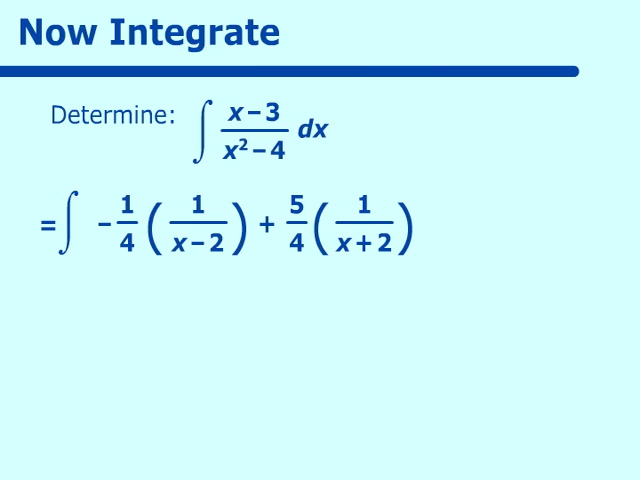 Now Integrate
Determine: ∫ x – 3 / x² – 4 dx
= ∫ – 1/4 ( 1 / x – 2 ) + 5/4 ( 1 / x + 2 )